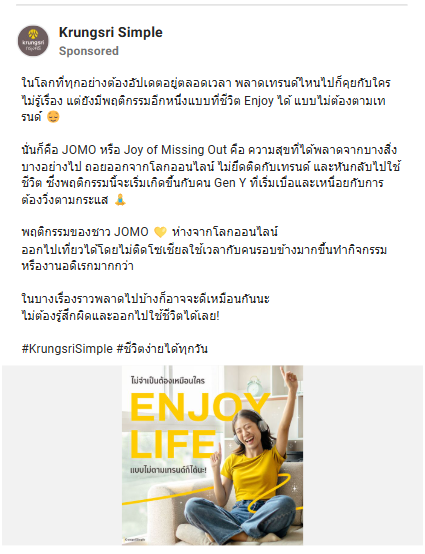 Krungsri Simple
Sponsored
krungsri
กรุงศรี
ในโลกที่ทุกอย่างต้องอัปเดตอยู่ตลอดเวลา พลาดเทรนด์ไหนไปก็คุยกับใคร
ไม่รู้เรื่อง แต่ยังมีพฤติกรรมอีกหนึ่งแบบที่ชีวิต Enjoy ได้ แบบไม่ต้องตามเท
รนด์ 😊
นั่นก็คือ JOMO หรือ Joy of Missing Out คือ ความสุขที่ได้พลาดจากบางสิ่ง
บางอย่างไป ถอยออกจากโลกออนไลน์ ไม่ยึดติดกับเทรนด์ และหันกลับไปใช้
ชีวิต ซึ่งพฤติกรรมนี้จะเริ่มเกิดขึ้นกับคน Gen Y ที่เริ่มเบื่อและเหนื่อยกับการ
ต้องวิ่งตามกระแส 🙏
พฤติกรรมของชาว JOMO 💛 ห่างจากโลกออนไลน์
ออกไปเที่ยวได้โดยไม่ติดโซเชียลใช้เวลากับคนรอบข้างมากขึ้นทำกิจกรรม
หรืองานอดิเรกมากกว่า
ในบางเรื่องราวพลาดไปบ้างก็อาจจะดีเหมือนกันนะ
ไม่ต้องรู้สึกผิดและออกไปใช้ชีวิตได้เลย!
#KrungsriSimple #ชีวิตง่ายได้ทุกวัน
ไม่จำเป็นต้องเหมือนใคร
ENJOY
LIFE
แบบไม่ตามเทรนด์ก็ได้นะ!
Krungsri Simple